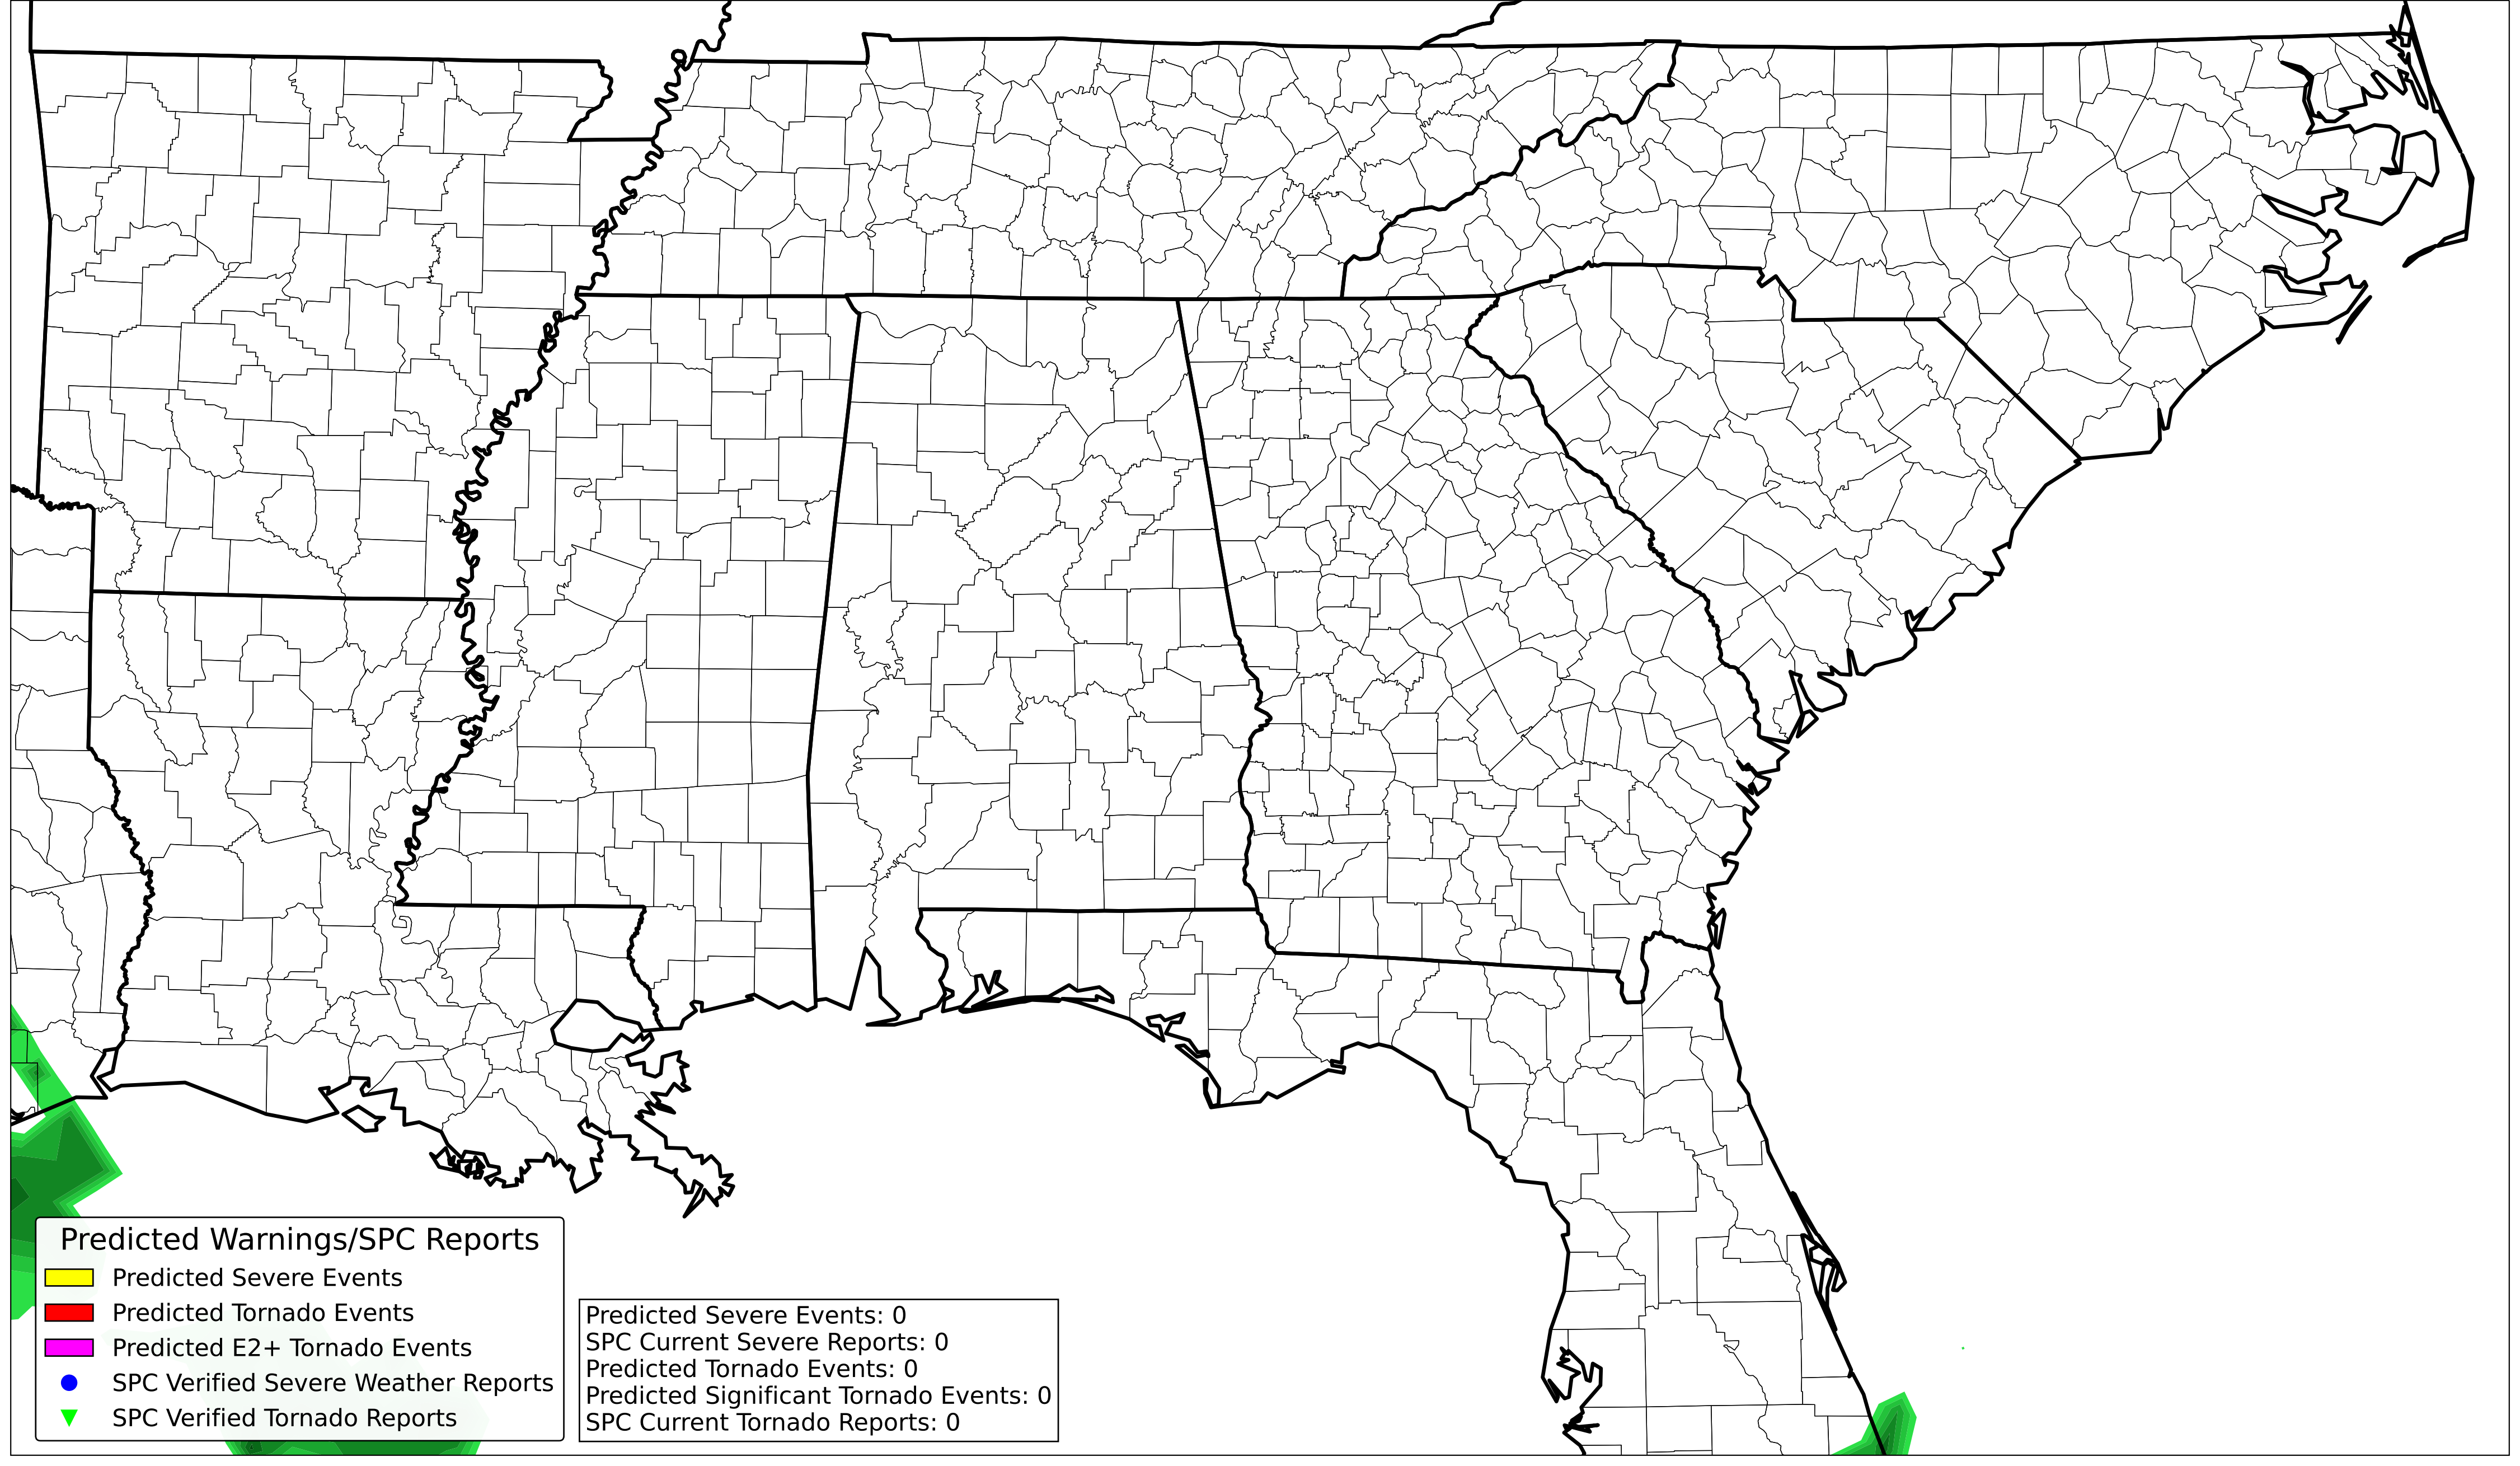 Predicted Warnings/SPC Reports
Predicted Severe Events
Predicted Tornado Events
Predicted E2+ Tornado Events
SPC Verified Severe Weather Reports
SPC Verified Tornado Reports
Predicted Severe Events: 0
SPC Current Severe Reports: 0
Predicted Tornado Events: 0
Predicted Significant Tornado Events: 0
SPC Current Tornado Reports: 0